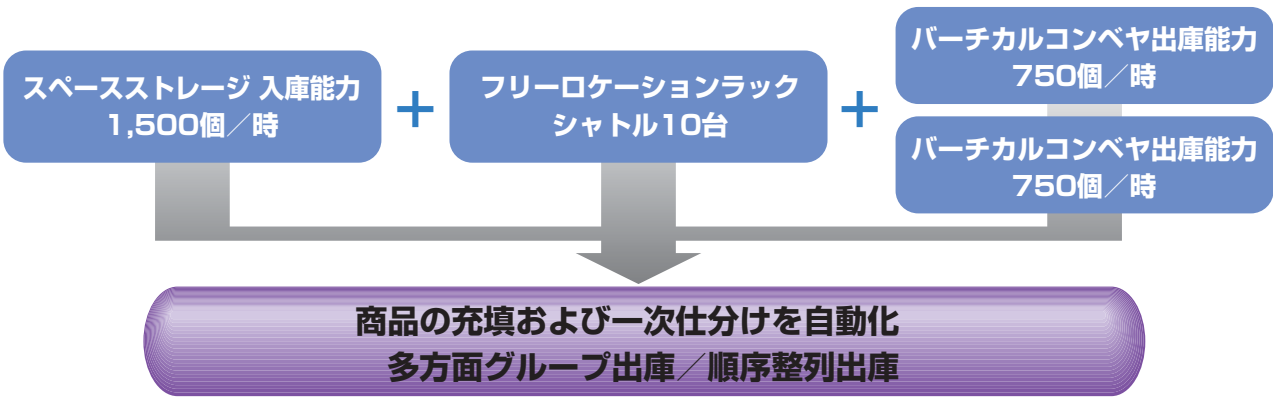 スペースストレージ 入庫能力
1,500個／時
＋
フリーロケーションラック
シャトル10台
＋
バーチカルコンベヤ出庫能力
750個／時
バーチカルコンベヤ出庫能力
750個／時
商品の充填および一次仕分けを自動化
多方面グループ出庫／順序整列出庫